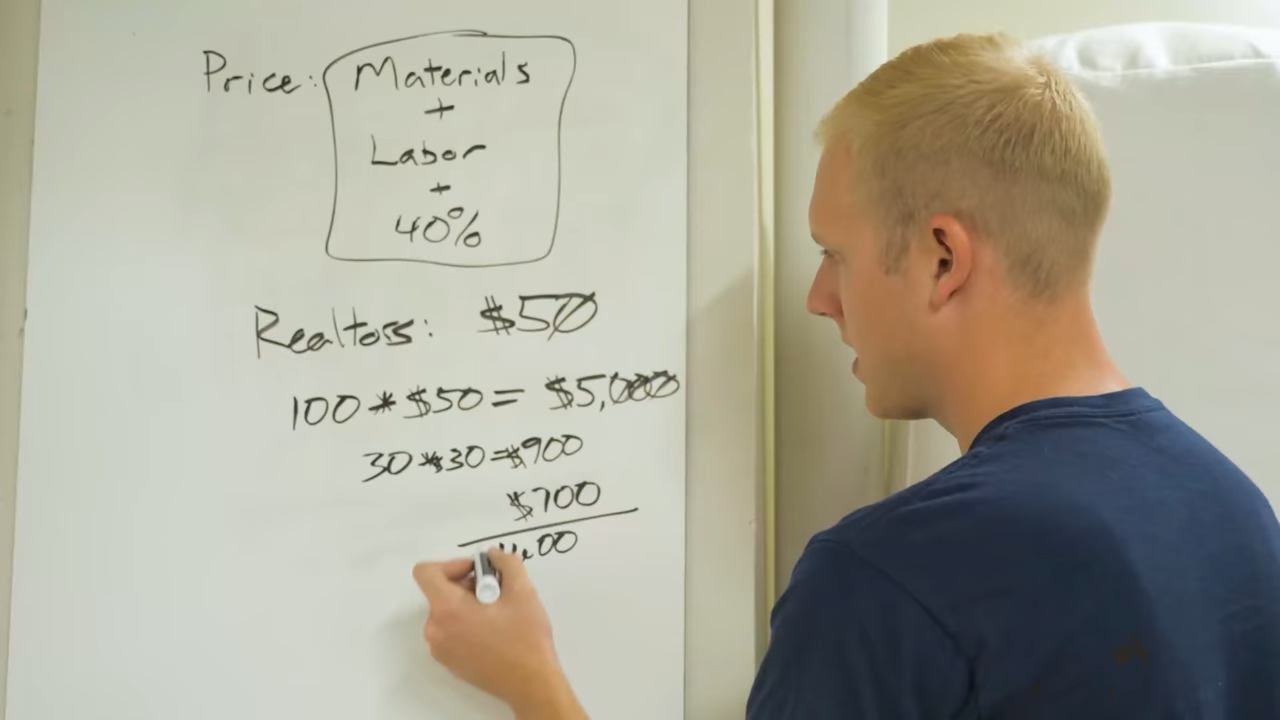 Price: Materials
+
Labor
+
40%
Realtors: $50
100 * $50 = $5,000
30 * $30 = $900
$700